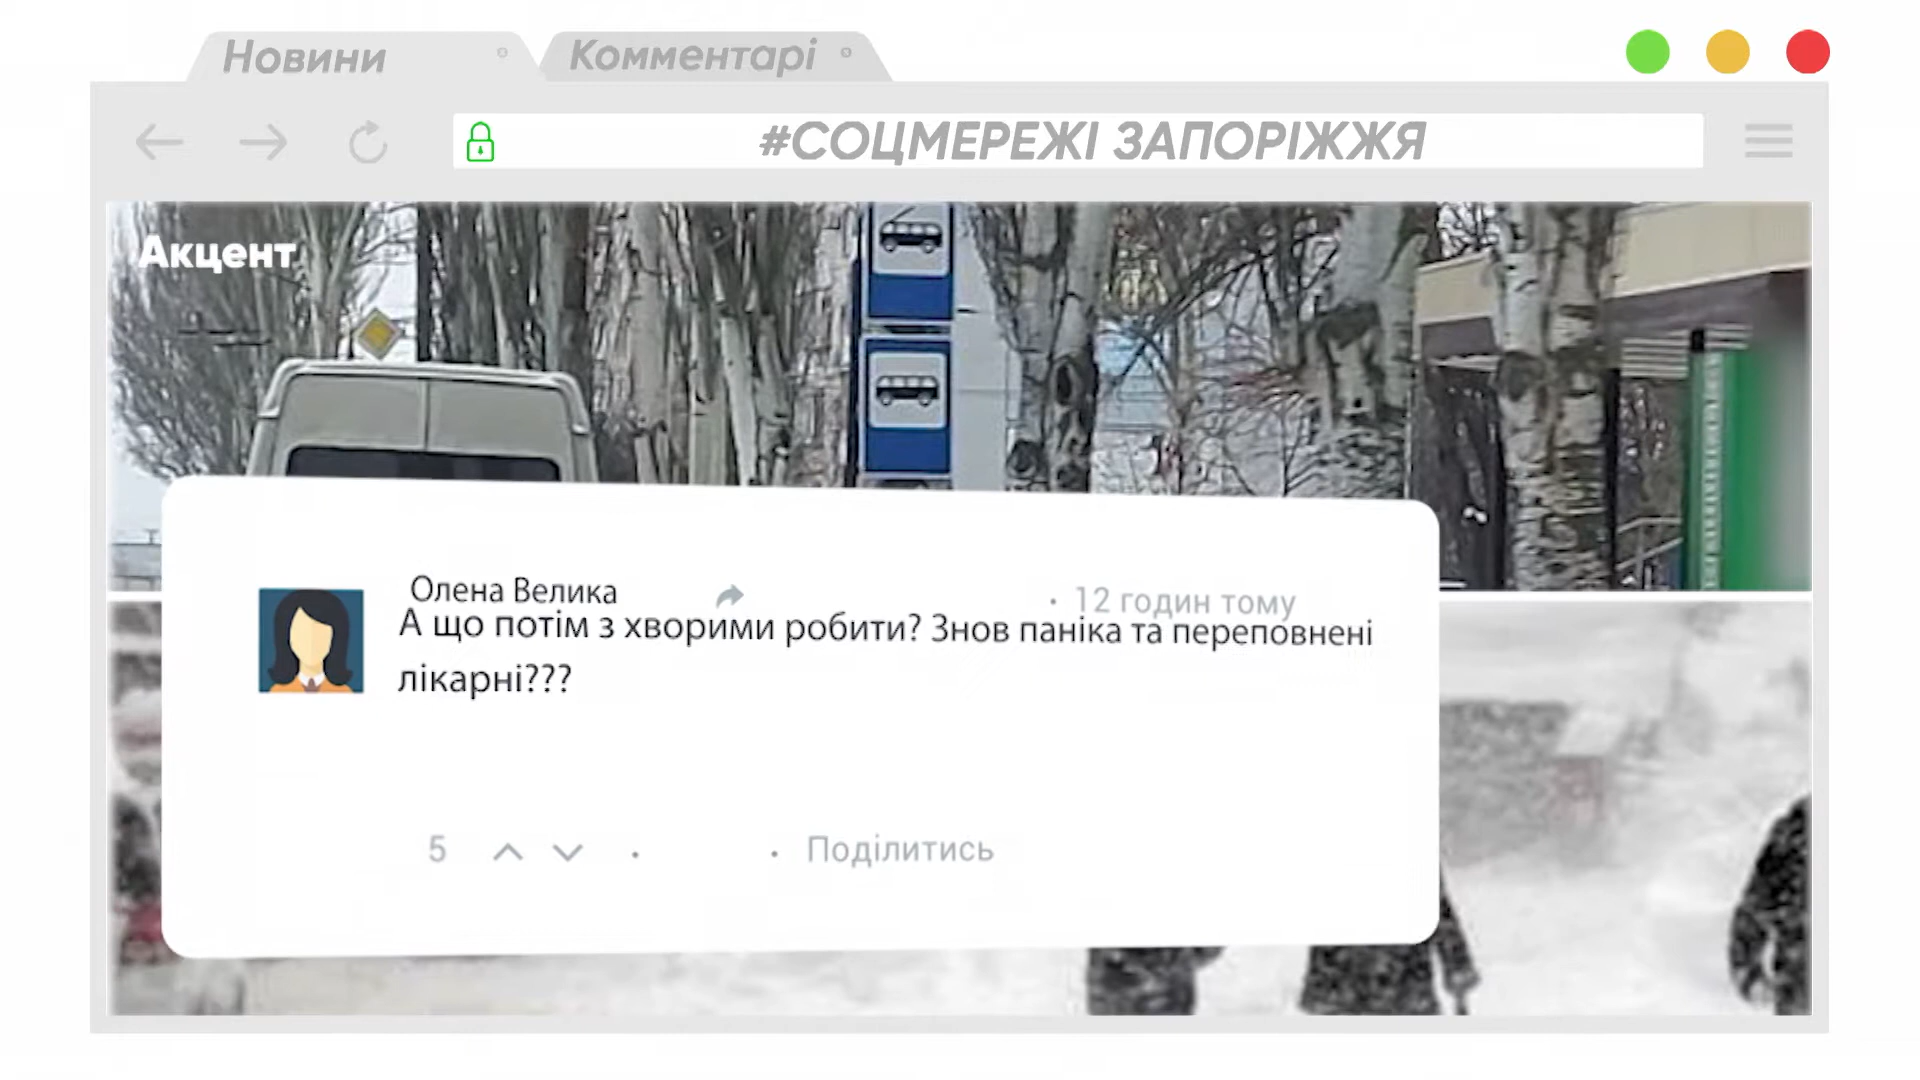 Новини
Комментарі
#СОЦМЕРЕЖІ ЗАПОРІЖЖЯ
Акцент
Олена Велика
12 годин тому
А що потім з хворими робити? Знов паніка та переповнені
лікарні???
5
Поділитись